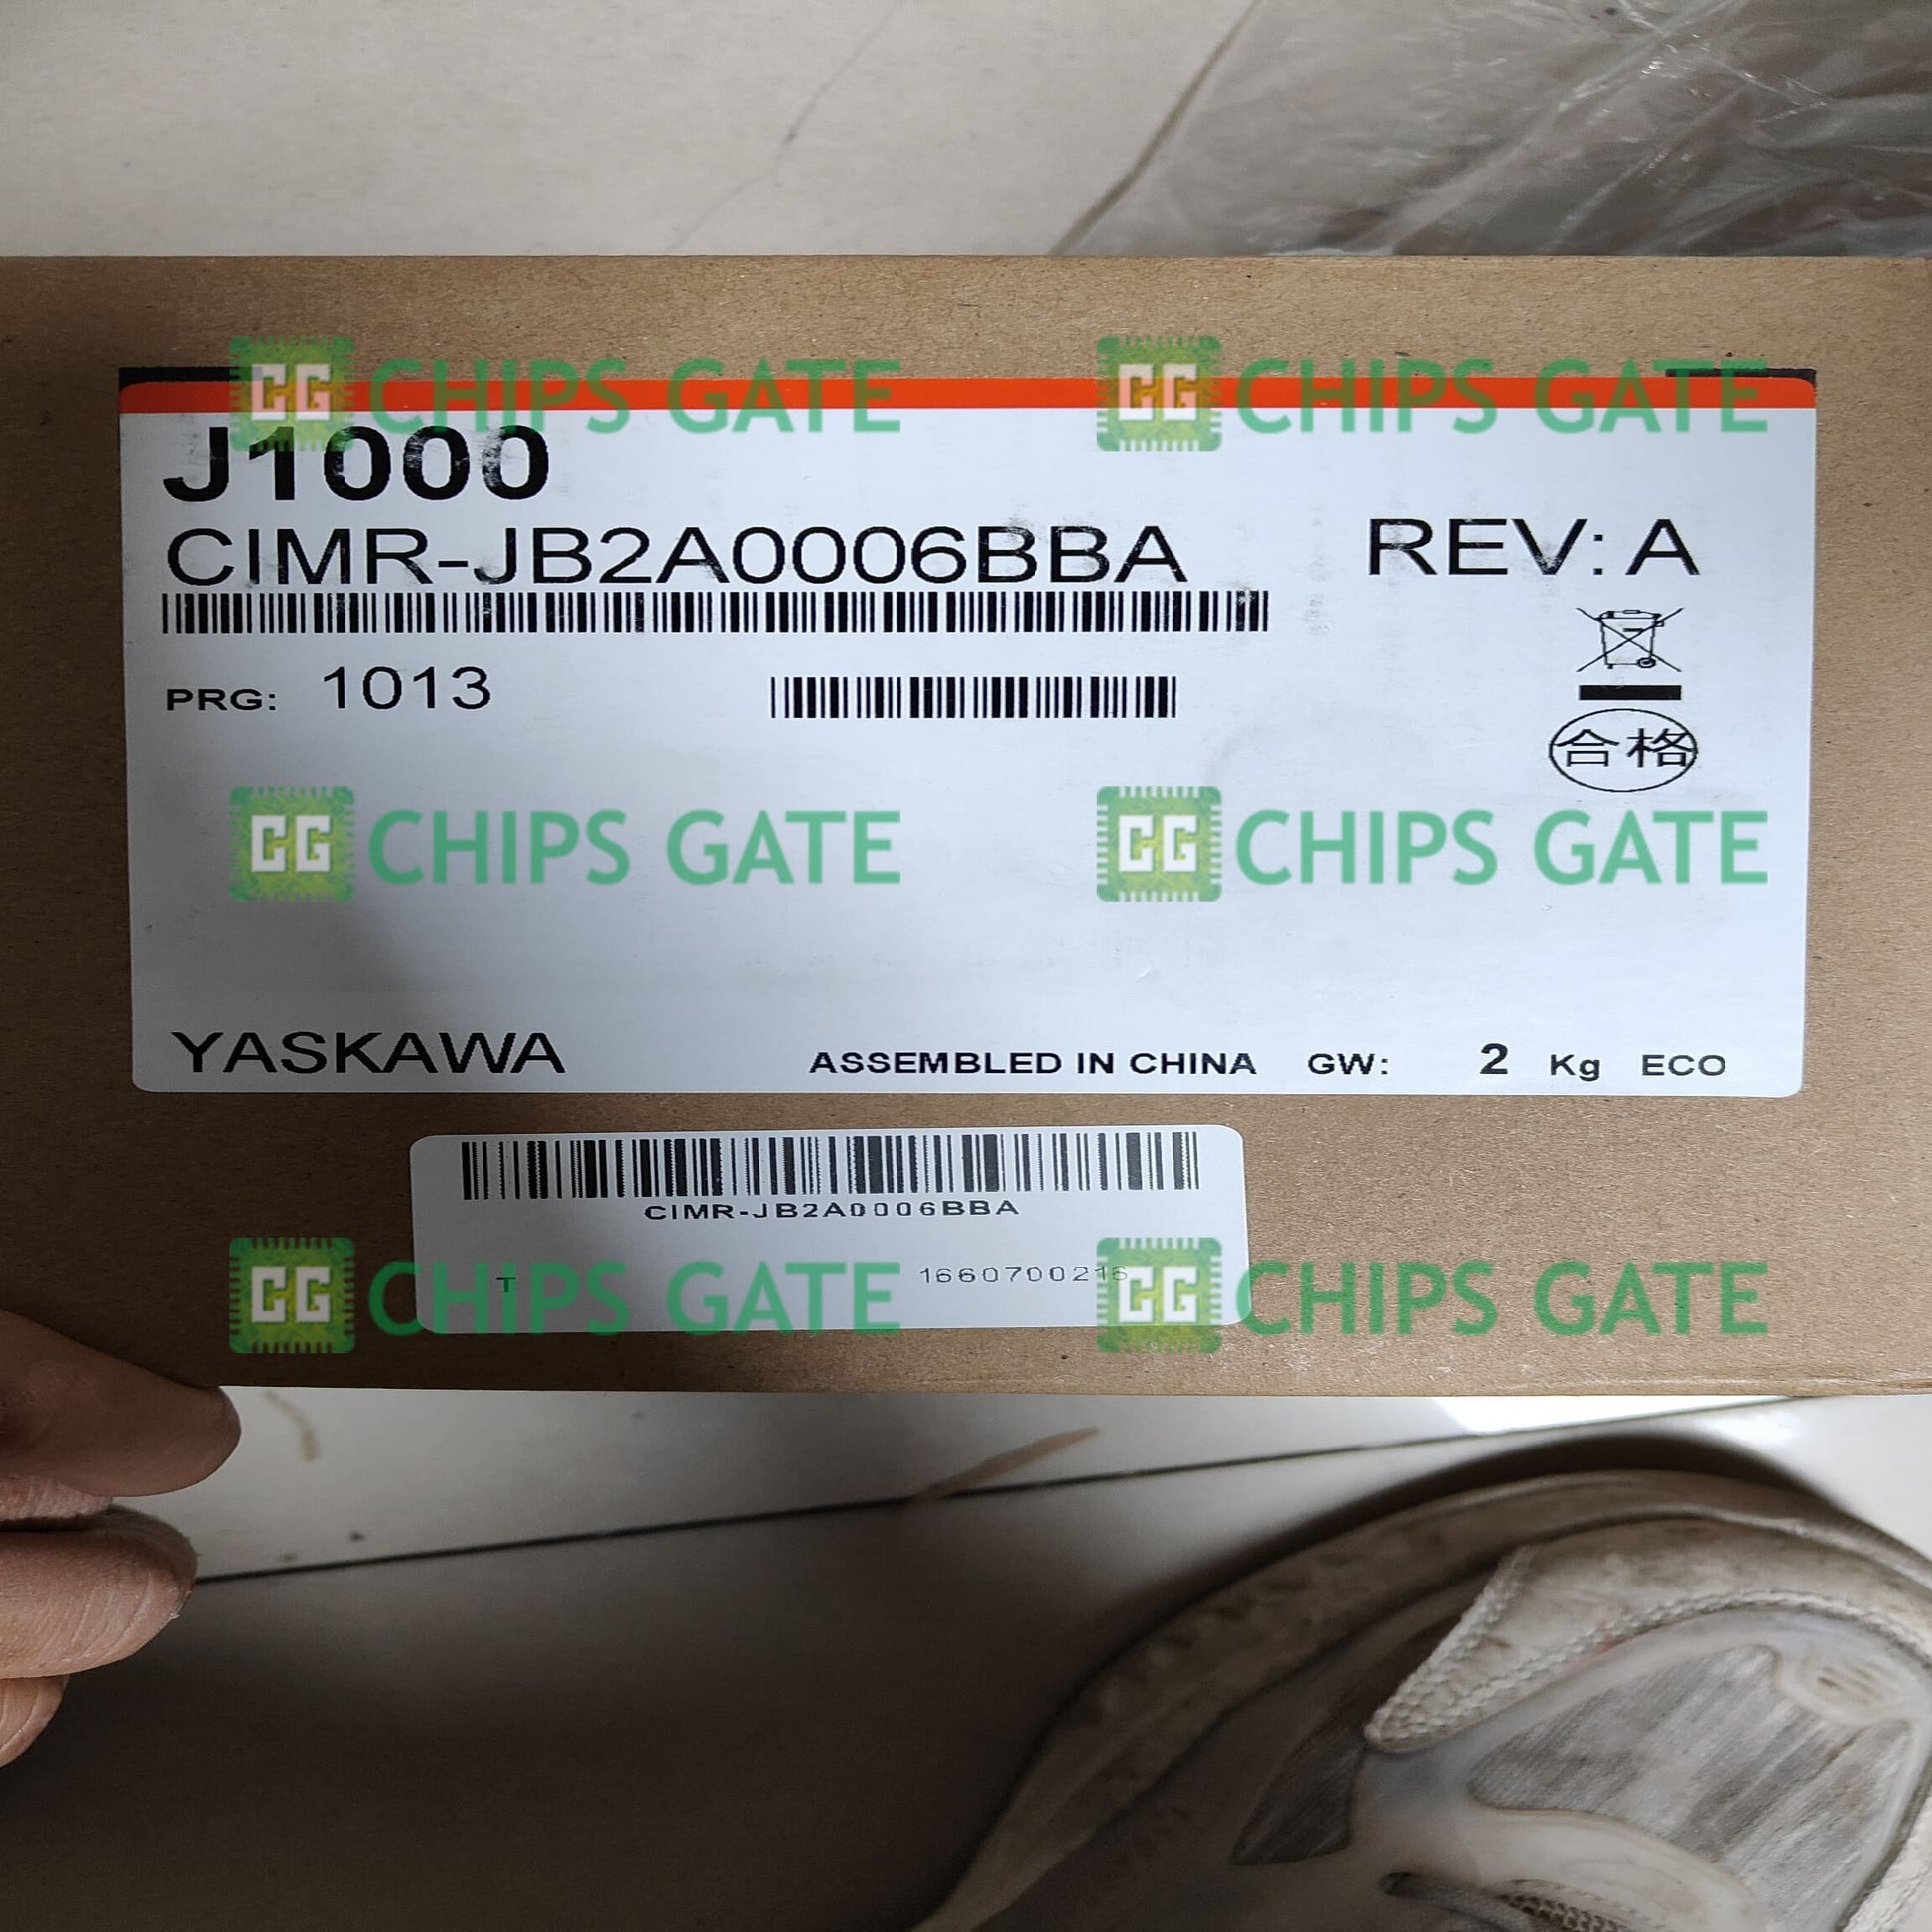 CG CHIPS GATE CG CHIPS GATE
J1000
CIMR-JB2A0006BBA REV: A
PRG: 1013
合格
CG CHIPS GATE CG CHIPS GATE
YASKAWA ASSEMBLED IN CHINA GW: 2 Kg ECO
CIMR-JB2A0006BBA
T 1660700216
CG CHIPS GATE CG CHIPS GATE